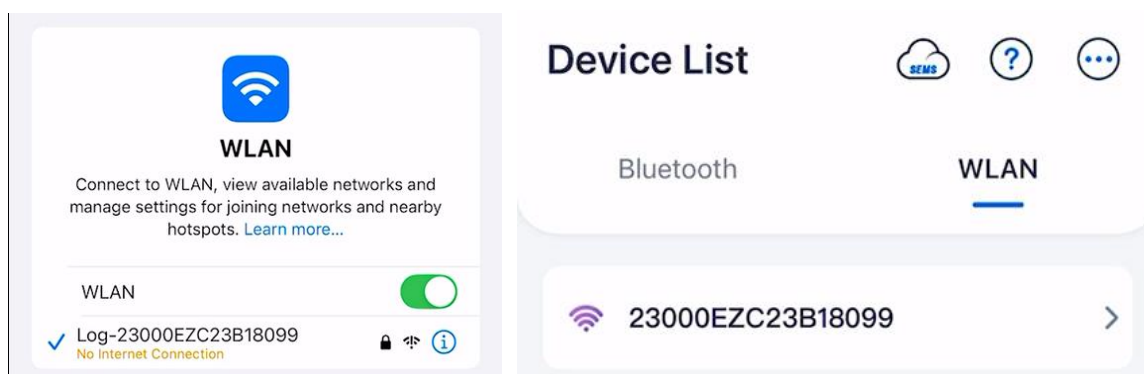 WLAN
Connect to WLAN, view available networks and
manage settings for joining networks and nearby
hotspots. Learn more...
WLAN
Log-23000EZC23B18099
No Internet Connection
Device List
SEMS
?
Bluetooth
WLAN
23000EZC23B18099